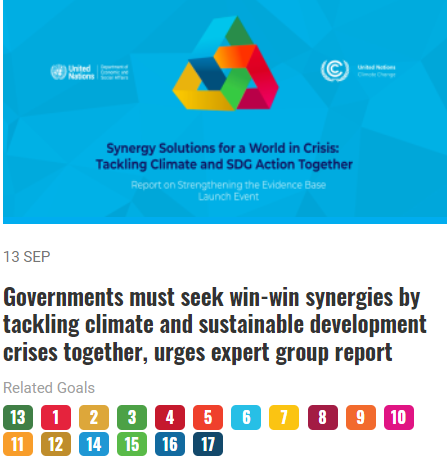 United
Nations
Department of
Economic and
Social Affairs
United Nations
Climate Change
Synergy Solutions for a World in Crisis:
Tackling Climate and SDG Action Together
Report on Strengthening the Evidence Base
Launch Event
13 SEP
Governments must seek win-win synergies by
tackling climate and sustainable development
crises together, urges expert group report
Related Goals
13 1 2 3 4 5 6 7 8 9 10
11 12 14 15 16 17